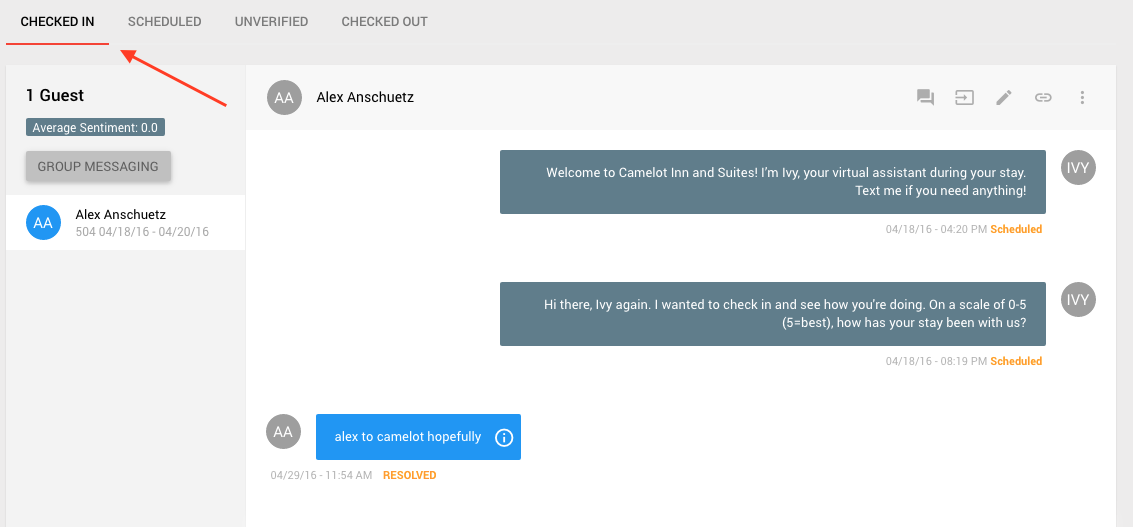 CHECKED IN SCHEDULED UNVERIFIED CHECKED OUT
1 Guest
Average Sentiment: 0.0
GROUP MESSAGING
AA Alex Anschuetz
504 04/18/16 - 04/20/16
AA Alex Anschuetz
Welcome to Camelot Inn and Suites! I'm Ivy, your virtual assistant during your stay.
Text me if you need anything!
IVY
04/18/16 - 04:20 PM Scheduled
Hi there, Ivy again. I wanted to check in and see how you're doing. On a scale of 0-5
(5=best), how has your stay been with us?
IVY
04/18/16 - 08:19 PM Scheduled
AA alex to camelot hopefully
04/29/16 - 11:54 AM RESOLVED